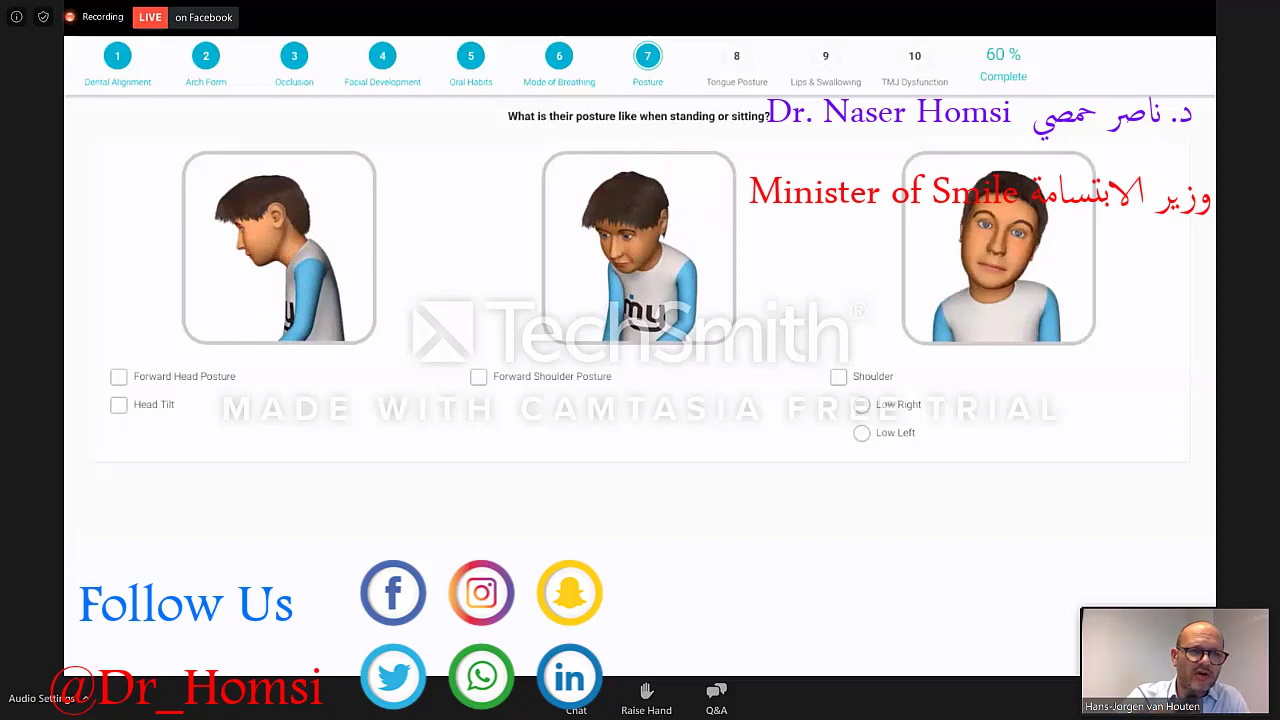 Recording
LIVE on Facebook
1 2 3 4 5 6 7 8 9 10 60 %
Dental Alignment Arch Form Occlusion Facial Development Oral Habits Mode of Breathing Posture Tongue Posture Lips & Swallowing TMJ Dysfunction Complete
What is their posture like when standing or sitting?
Dr. Naser Homsi د. ناصر حمصي
Minister of Smile وزير الابتسامة
my
my
TechSmith®
Forward Head Posture
Forward Shoulder Posture
Shoulder
Head Tilt
Low Right
MADE WITH CAMTASIA FREE TRIAL
Low Left
Follow Us
@Dr_Homsi
Audio Settings
Chat
Raise Hand
Q&A
Hans-Jørgen van Houten